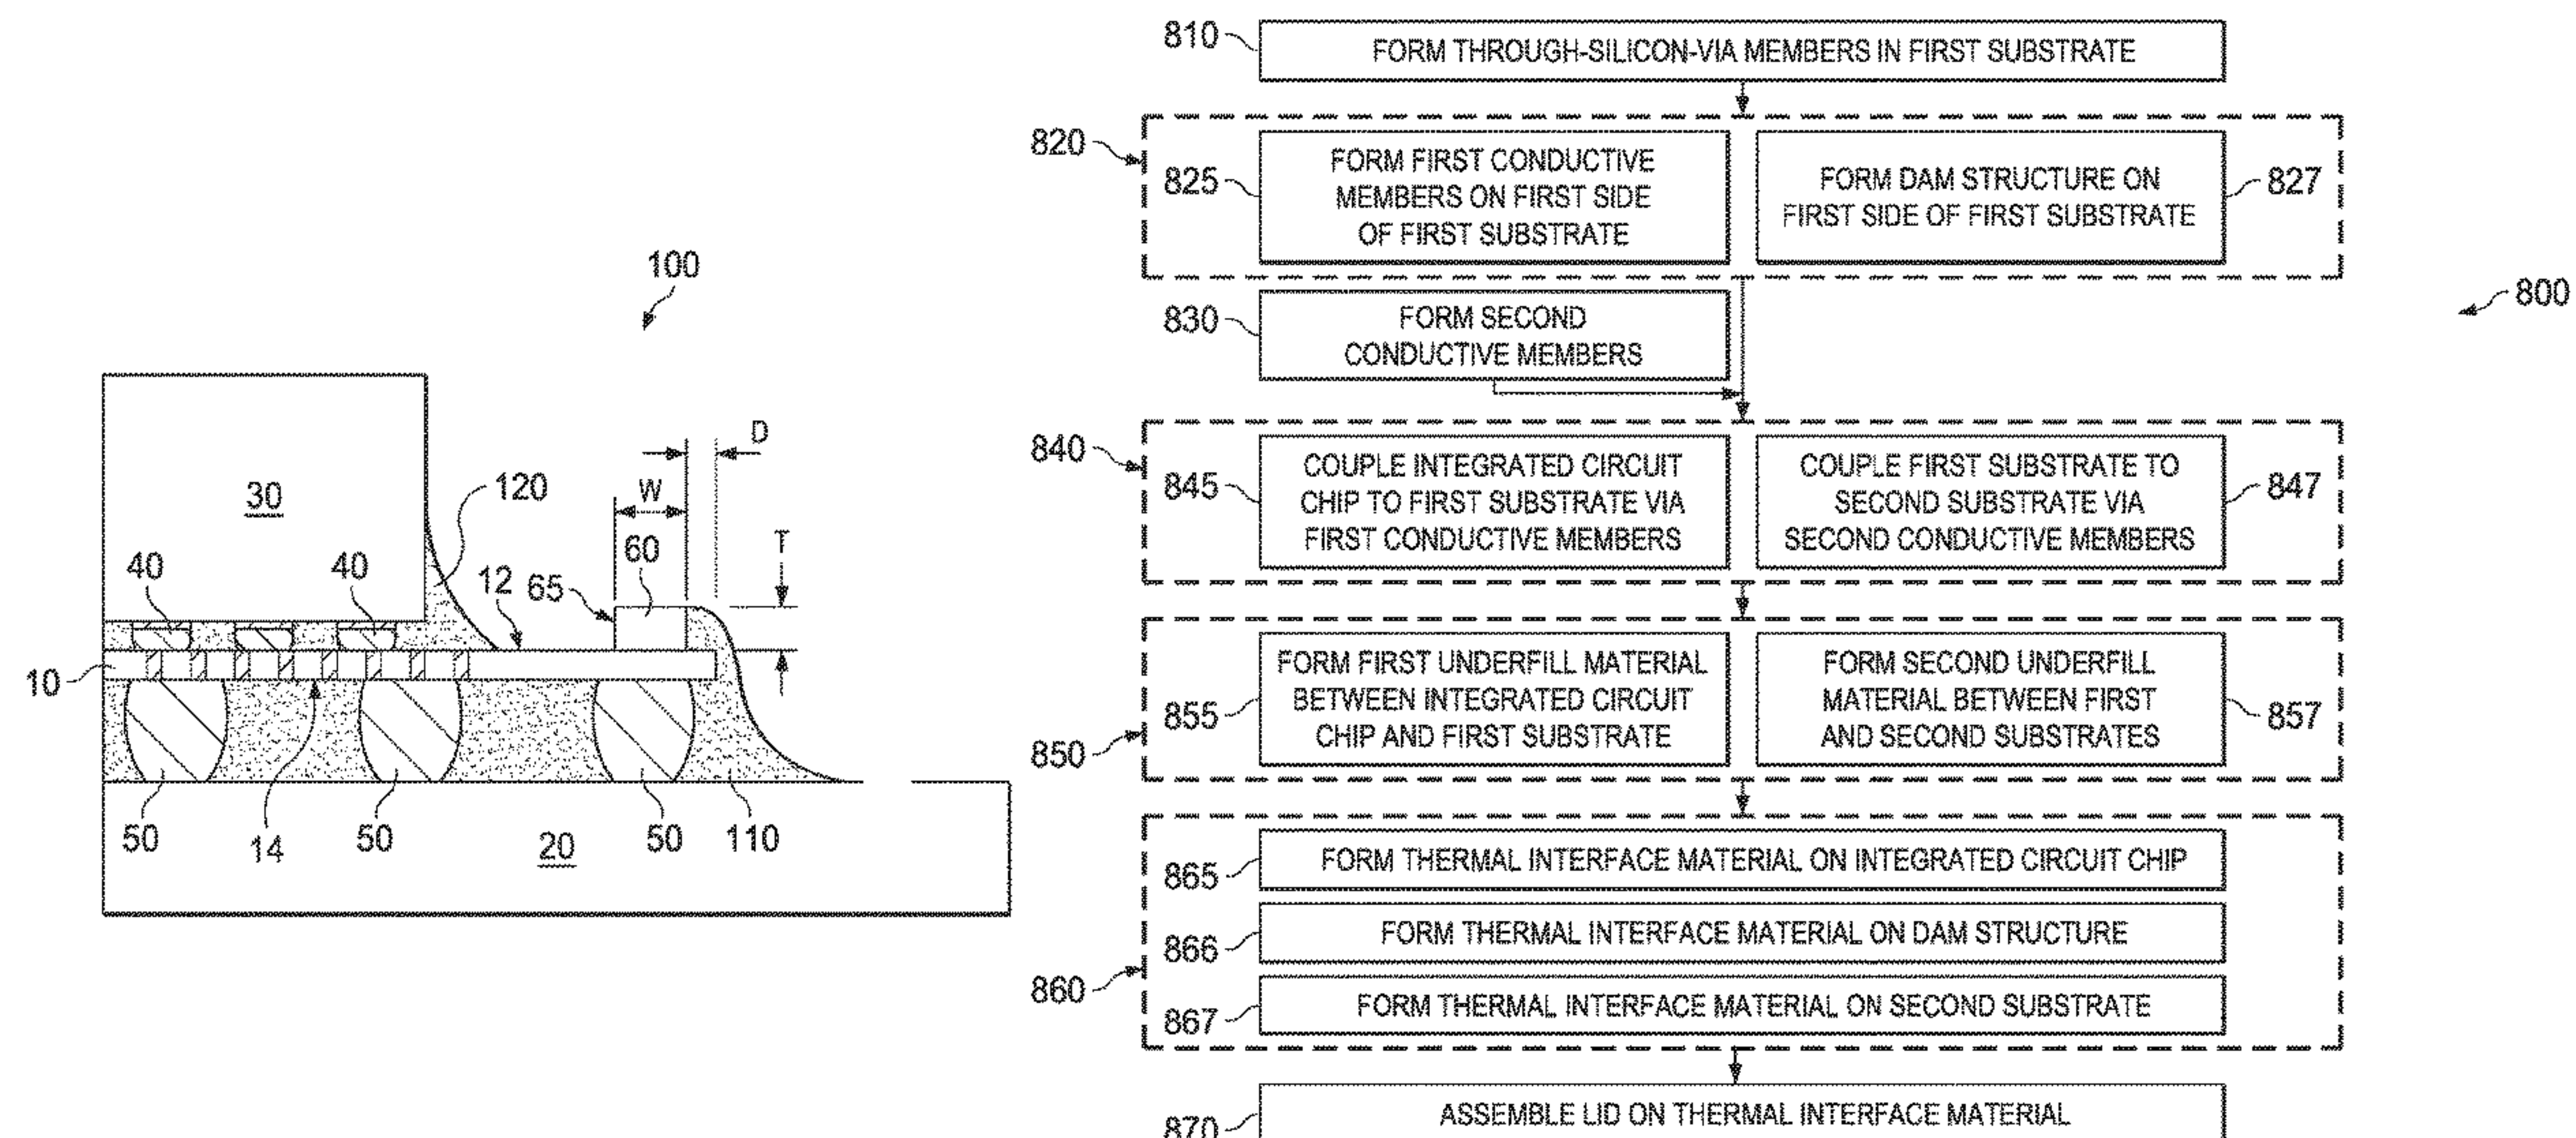 100
D
W
T
30
120
60
40
40
12
65
10
50
14
50
20
50
110
810
FORM THROUGH-SILICON-VIA MEMBERS IN FIRST SUBSTRATE
820
825
FORM FIRST CONDUCTIVE
MEMBERS ON FIRST SIDE
OF FIRST SUBSTRATE
FORM DAM STRUCTURE ON
FIRST SIDE OF FIRST SUBSTRATE
827
800
830
FORM SECOND
CONDUCTIVE MEMBERS
840
845
COUPLE INTEGRATED CIRCUIT
CHIP TO FIRST SUBSTRATE VIA
FIRST CONDUCTIVE MEMBERS
COUPLE FIRST SUBSTRATE TO
SECOND SUBSTRATE VIA
SECOND CONDUCTIVE MEMBERS
847
850
855
FORM FIRST UNDERFILL MATERIAL
BETWEEN INTEGRATED CIRCUIT
CHIP AND FIRST SUBSTRATE
FORM SECOND UNDERFILL
MATERIAL BETWEEN FIRST
AND SECOND SUBSTRATES
857
860
865
FORM THERMAL INTERFACE MATERIAL ON INTEGRATED CIRCUIT CHIP
866
FORM THERMAL INTERFACE MATERIAL ON DAM STRUCTURE
867
FORM THERMAL INTERFACE MATERIAL ON SECOND SUBSTRATE
870
ASSEMBLE LID ON THERMAL INTERFACE MATERIAL